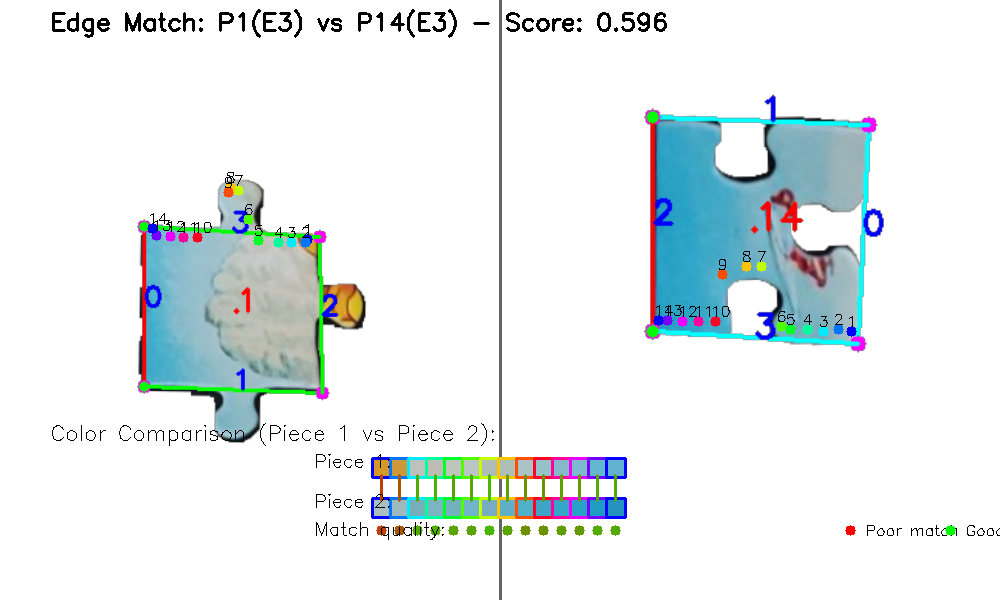 Edge Match: P1(E3) vs P14(E3) - Score: 0.596
1
8
9 7
14
6
13 12 11 10 3 5 4 3 2 1
2
.14
0
0 .1 2
9 8 7
1
14 13 12 11 10 3 6 5 4 3 2 1
Color Comparison (Piece 1 vs Piece 2):
Piece 1:
Piece 2:
Match quality:
Poor match Good